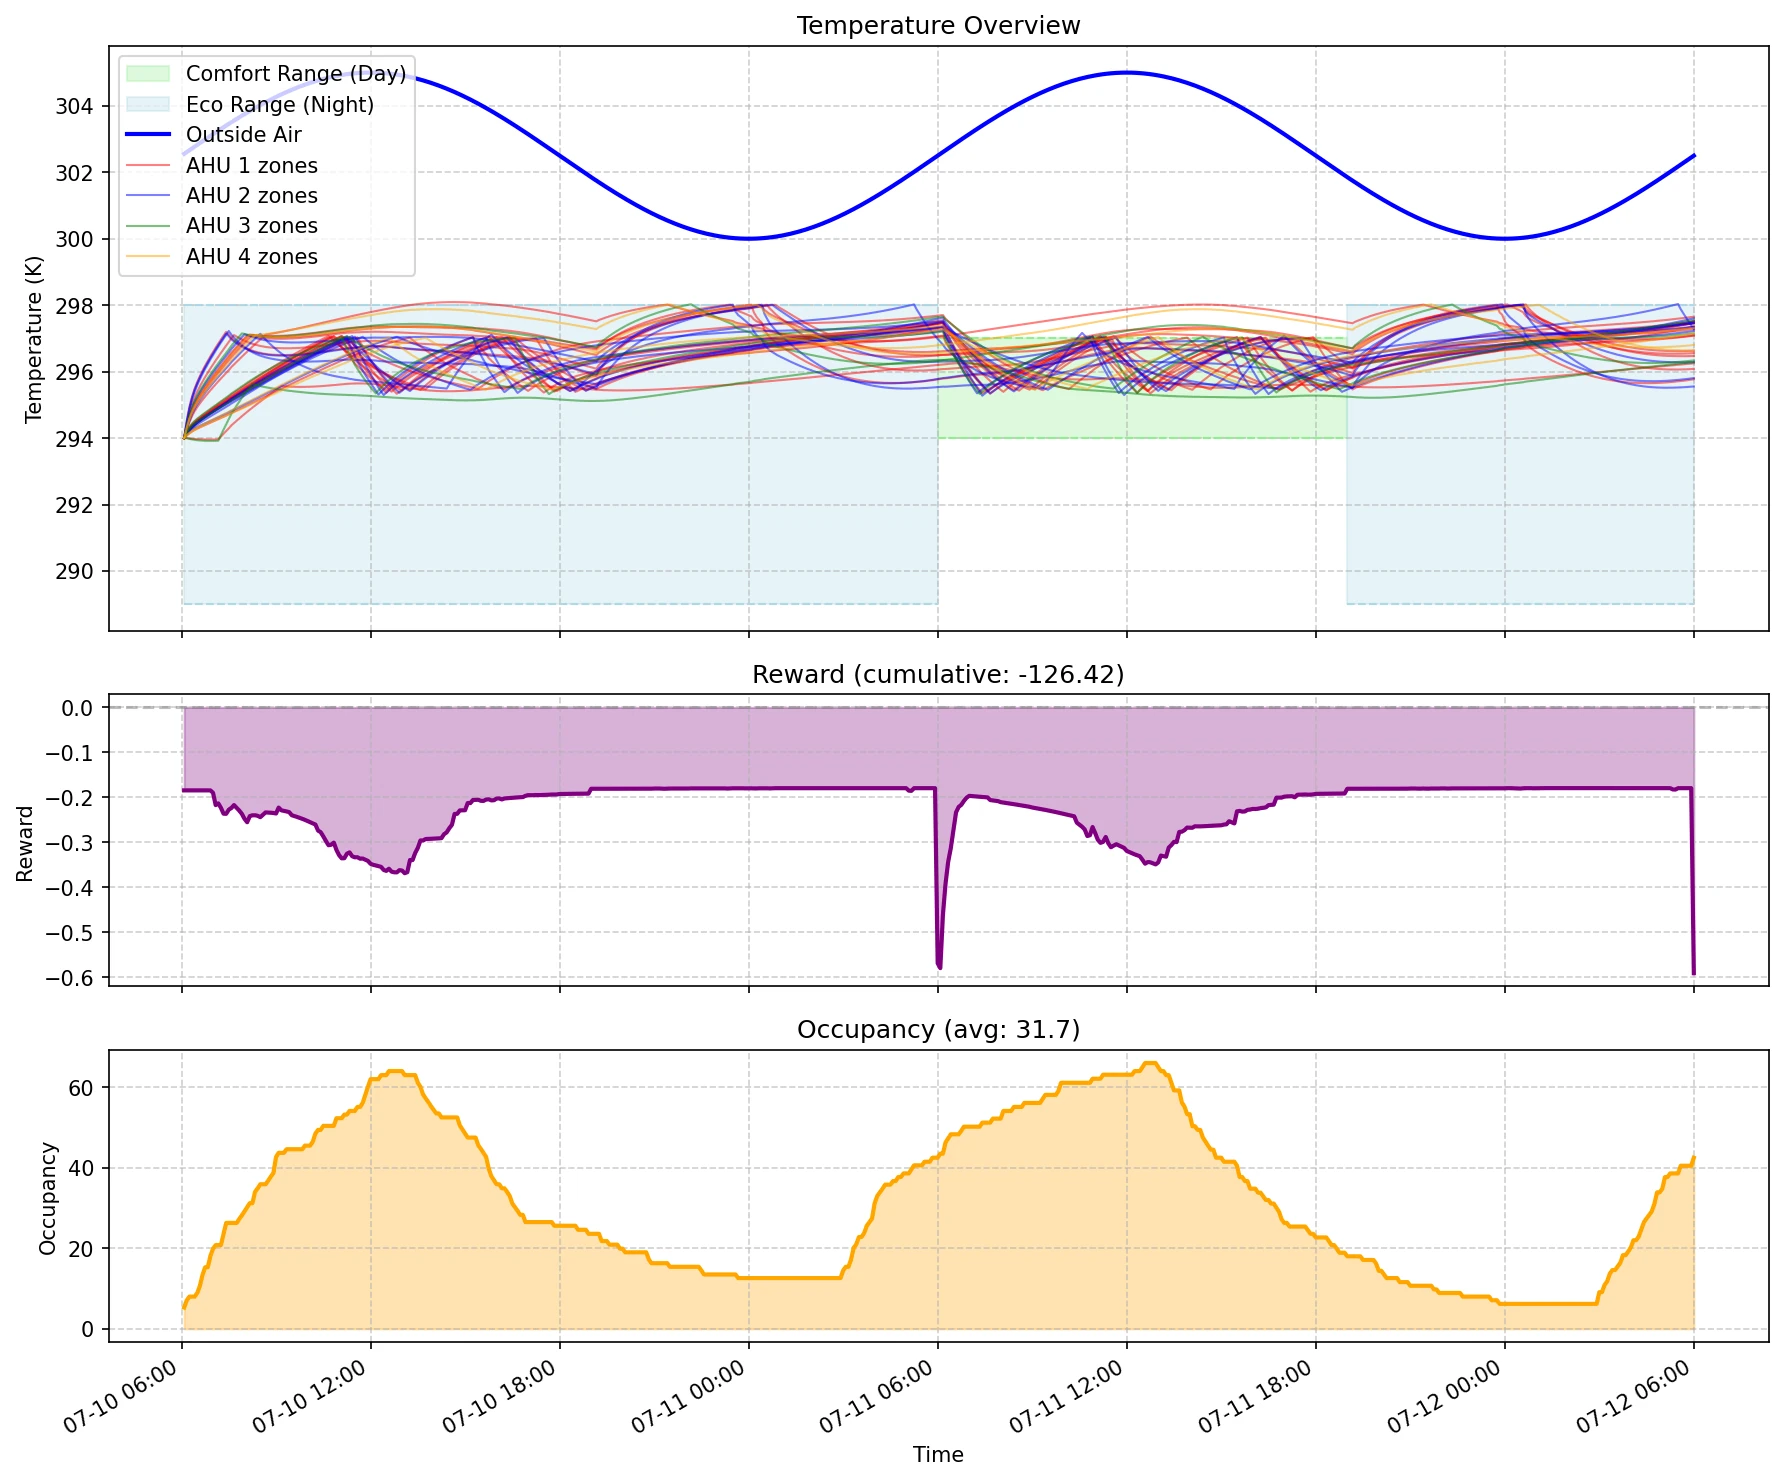 Temperature Overview
Comfort Range (Day)
Eco Range (Night)
Outside Air
AHU 1 zones
AHU 2 zones
AHU 3 zones
AHU 4 zones
Temperature (K)
304
302
300
298
296
294
292
290
Reward (cumulative: -126.42)
Reward
0.0
−0.1
−0.2
−0.3
−0.4
−0.5
−0.6
Occupancy (avg: 31.7)
Occupancy
60
40
20
0
07-10 06:00
07-10 12:00
07-10 18:00
07-11 00:00
07-11 06:00
07-11 12:00
07-11 18:00
07-12 00:00
07-12 06:00
Time